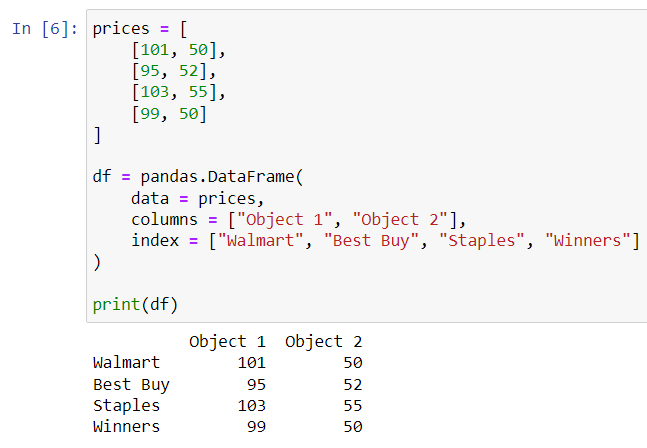 In [6]: prices = [
    [101, 50],
    [95, 52],
    [103, 55],
    [99, 50]
]
df = pandas.DataFrame(
    data = prices,
    columns = ["Object 1", "Object 2"],
    index = ["Walmart", "Best Buy", "Staples", "Winners"]
)
print(df)
          Object 1  Object 2
Walmart        101        50
Best Buy        95        52
Staples        103        55
Winners         99        50